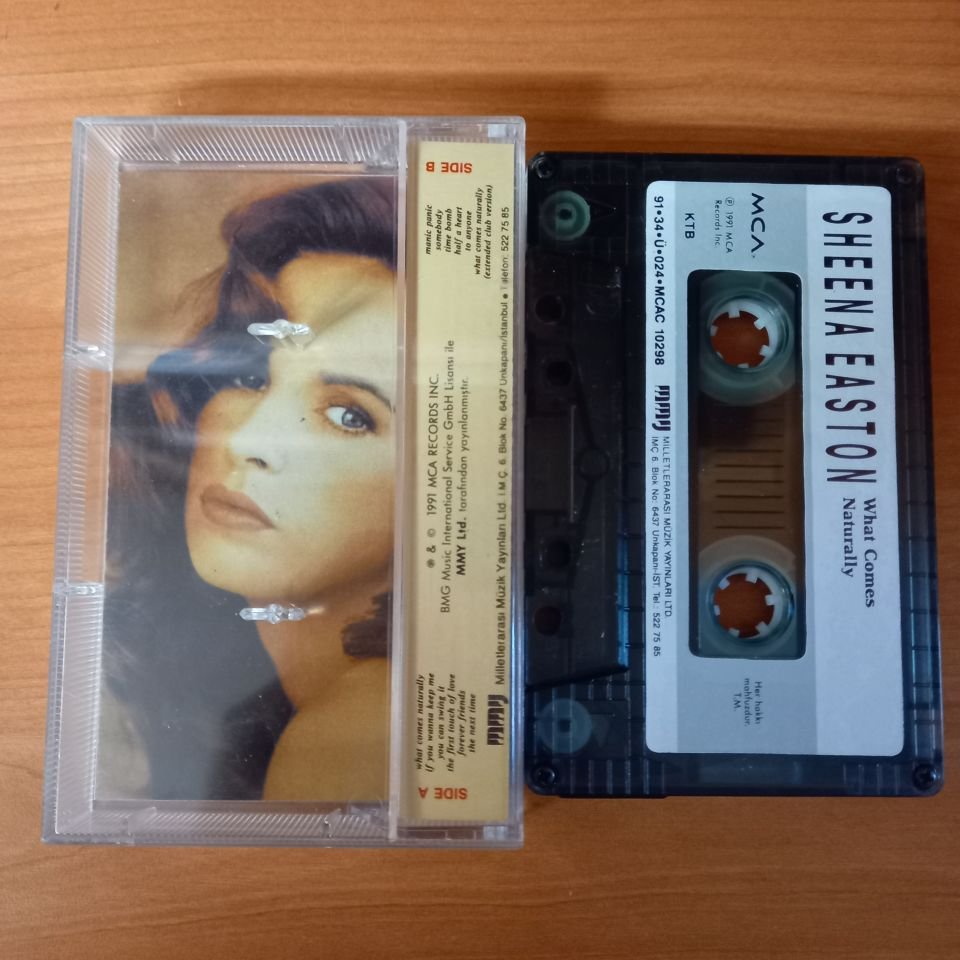 SIDE B
manic panic
somebody
time bomb
half a heart
to anyone
what comes naturally
(extended club version)
℗ & © 1991 MCA RECORDS INC.
BMG Music International Service GmbH Lisansı ile
MMY Ltd. tarafından yayınlanmıştır.
SIDE A
what comes naturally
if you wanna keep me
you can swing it
the first touch of love
forever friends
the next time
mmy
Milletlerarası Müzik Yayınları Ltd. İ.M.Ç. 6. Blok No. 6437 Unkapanı/İstanbul • Telefon: 522 75 85
SHEENA EASTON
What Comes
Naturally
MCA
℗ 1991 MCA
Records Inc.
KTB
91•34•Ü•024•MCAC 10298
mmy
MİLLETLERARASI MÜZİK YAYINLARI LTD.
İMÇ 6. Blok No: 6437 Unkapanı-İST. Tel.: 522 75 85
Her hakkı
mahfuzdur.
T.M.
A